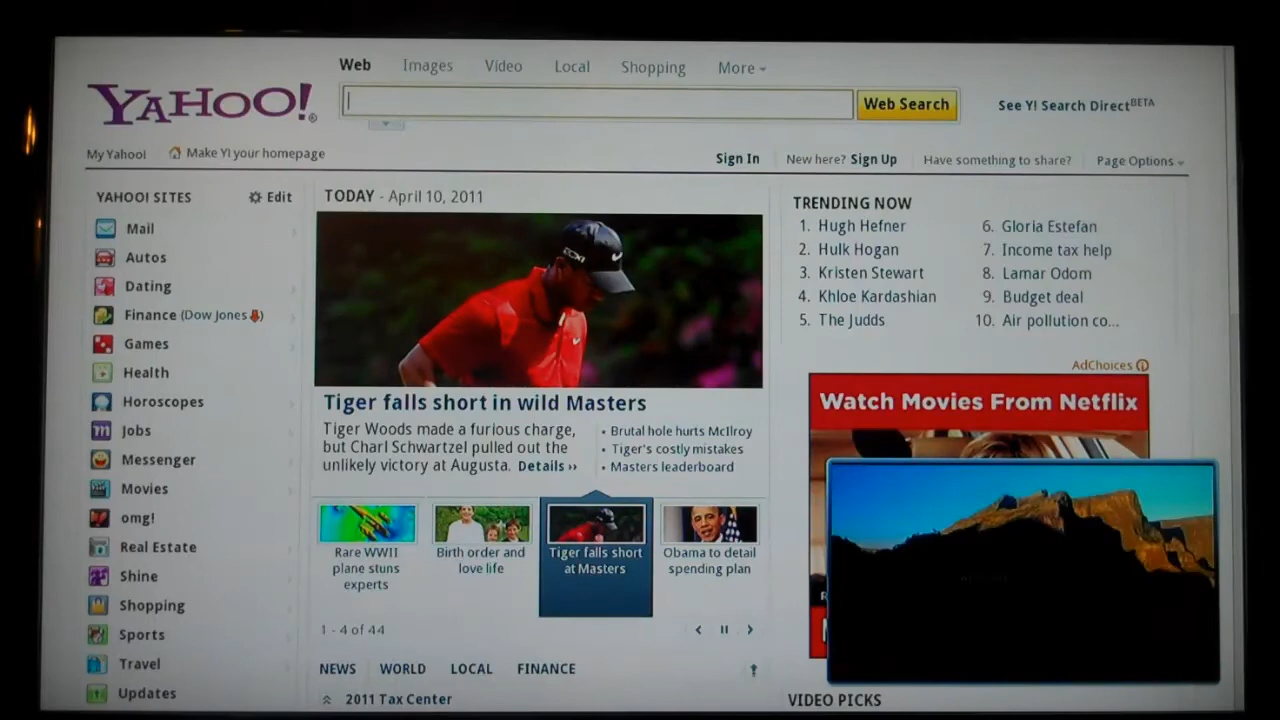 Web Images Video Local Shopping More
YAHOO!®
Web Search
See Y! Search Direct BETA
My Yahoo! Make Y! your homepage
Sign In New here? Sign Up Have something to share? Page Options
YAHOO! SITES Edit
Mail
Autos
Dating
Finance (Dow Jones)
Games
Health
Horoscopes
Jobs
Messenger
Movies
omg!
Real Estate
Shine
Shopping
Sports
Travel
Updates
TODAY - April 10, 2011
Tiger falls short in wild Masters
Tiger Woods made a furious charge,
but Charl Schwartzel pulled out the
unlikely victory at Augusta. Details ››
• Brutal hole hurts McIlroy
• Tiger's costly mistakes
• Masters leaderboard
Rare WWII
plane stuns
experts
Birth order and
love life
Tiger falls short
at Masters
Obama to detail
spending plan
1 - 4 of 44
NEWS WORLD LOCAL FINANCE
2011 Tax Center
TRENDING NOW
1. Hugh Hefner
2. Hulk Hogan
3. Kristen Stewart
4. Khloe Kardashian
5. The Judds
6. Gloria Estefan
7. Income tax help
8. Lamar Odom
9. Budget deal
10. Air pollution co...
AdChoices
Watch Movies From Netflix
VIDEO PICKS